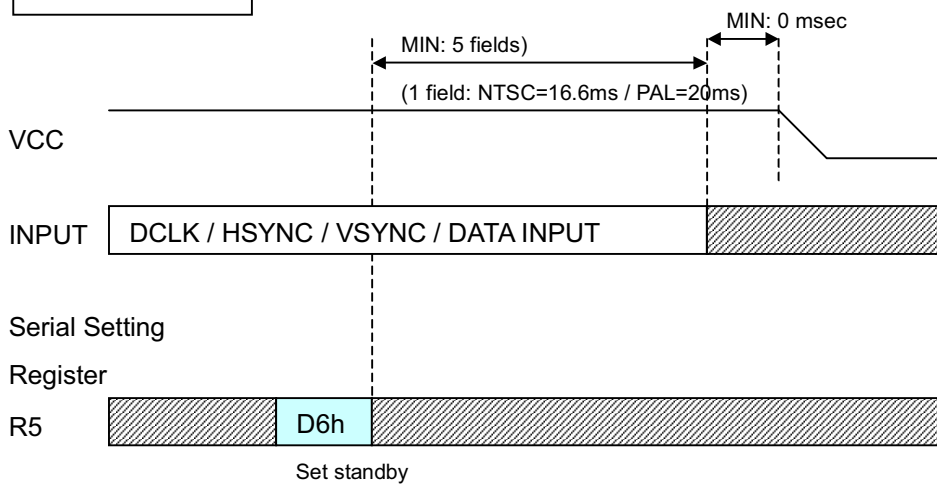 MIN: 0 msec
MIN: 5 fields)
(1 field: NTSC=16.6ms / PAL=20ms)
VCC
INPUT DCLK / HSYNC / VSYNC / DATA INPUT
Serial Setting
Register
R5 D6h
Set standby